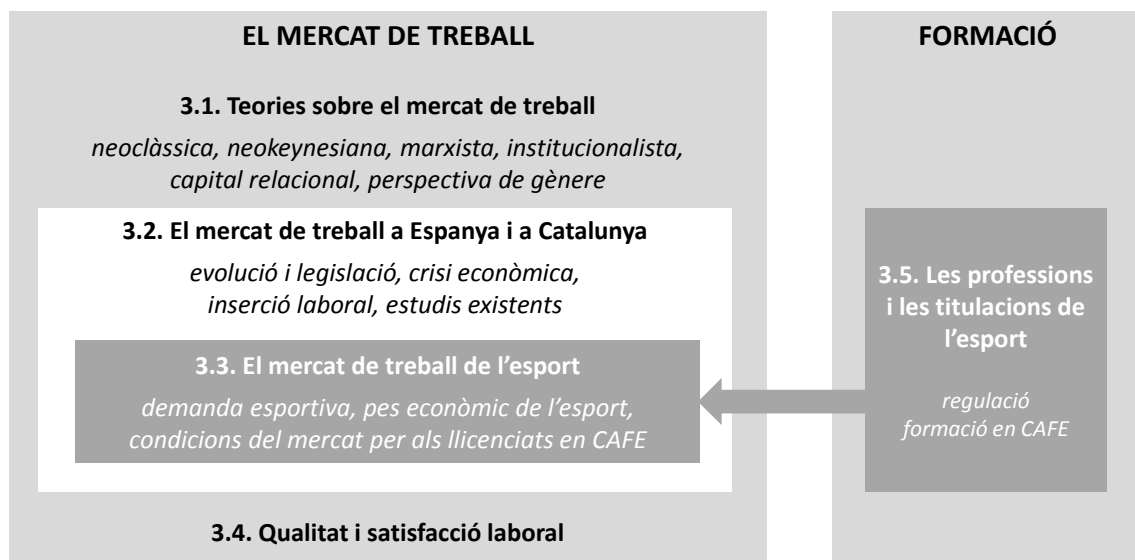 EL MERCAT DE TREBALL
3.1. Teories sobre el mercat de treball
neoclàssica, neokeynesiana, marxista, institucionalista,
capital relacional, perspectiva de gènere
3.2. El mercat de treball a Espanya i a Catalunya
evolució i legislació, crisi econòmica,
inserció laboral, estudis existents
3.3. El mercat de treball de l’esport
demanda esportiva, pes econòmic de l’esport,
condicions del mercat per als llicenciats en CAFE
3.4. Qualitat i satisfacció laboral
FORMACIÓ
3.5. Les professions
i les titulacions de
l’esport
regulació
formació en CAFE